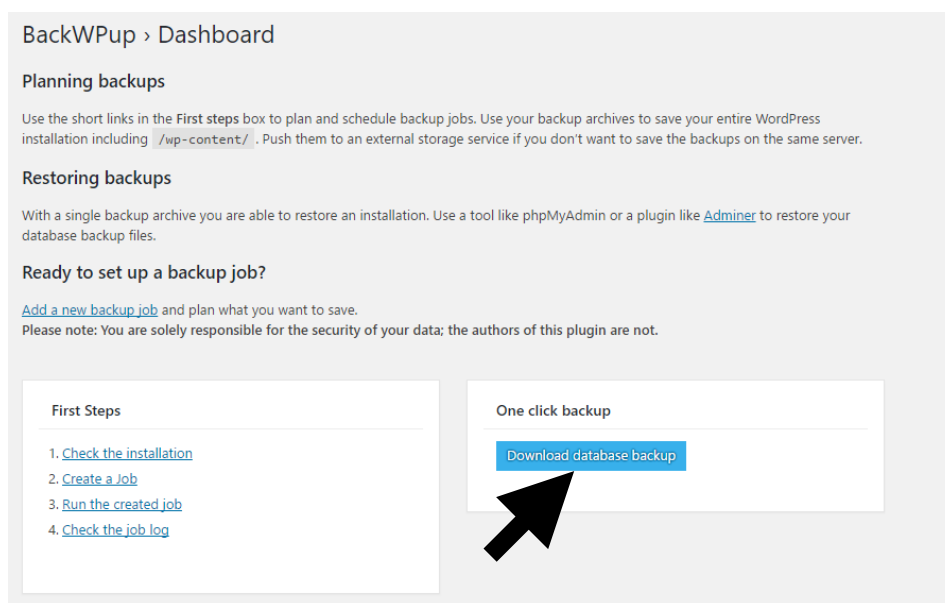 BackWPup › Dashboard
Planning backups
Use the short links in the First steps box to plan and schedule backup jobs. Use your backup archives to save your entire WordPress
installation including /wp-content/ . Push them to an external storage service if you don't want to save the backups on the same server.
Restoring backups
With a single backup archive you are able to restore an installation. Use a tool like phpMyAdmin or a plugin like Adminer to restore your
database backup files.
Ready to set up a backup job?
Add a new backup job and plan what you want to save.
Please note: You are solely responsible for the security of your data; the authors of this plugin are not.
First Steps
1. Check the installation
2. Create a Job
3. Run the created job
4. Check the job log
One click backup
Download database backup